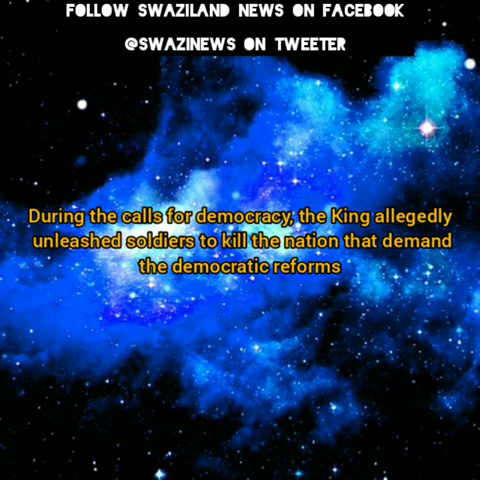 FOLLOW SWAZILAND NEWS ON FACEBOOK
@SWAZINEWS ON TWEETER
During the calls for democracy, the King allegedly
unleashed soldiers to kill the nation that demand
the democratic reforms